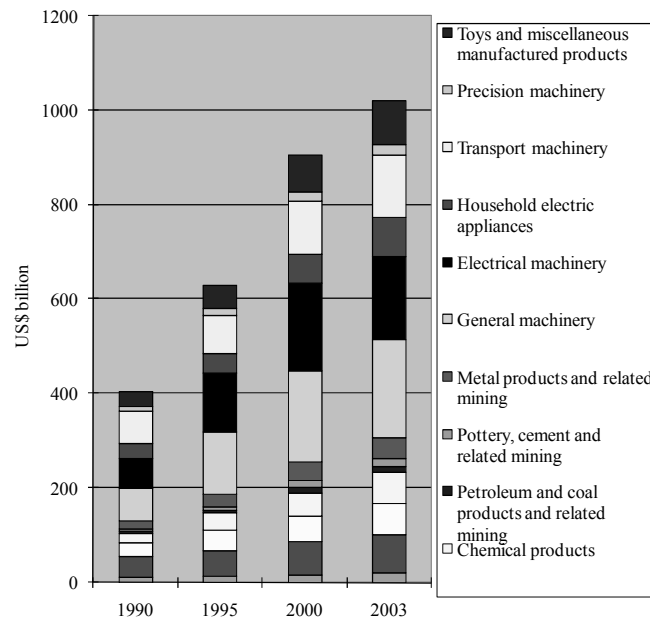 1200
1000
800
600
400
200
0
US$ billion
1990
1995
2000
2003
Toys and miscellaneous
manufactured products
Precision machinery
Transport machinery
Household electric
appliances
Electrical machinery
General machinery
Metal products and related
mining
Pottery, cement and
related mining
Petroleum and coal
products and related mining
Chemical products